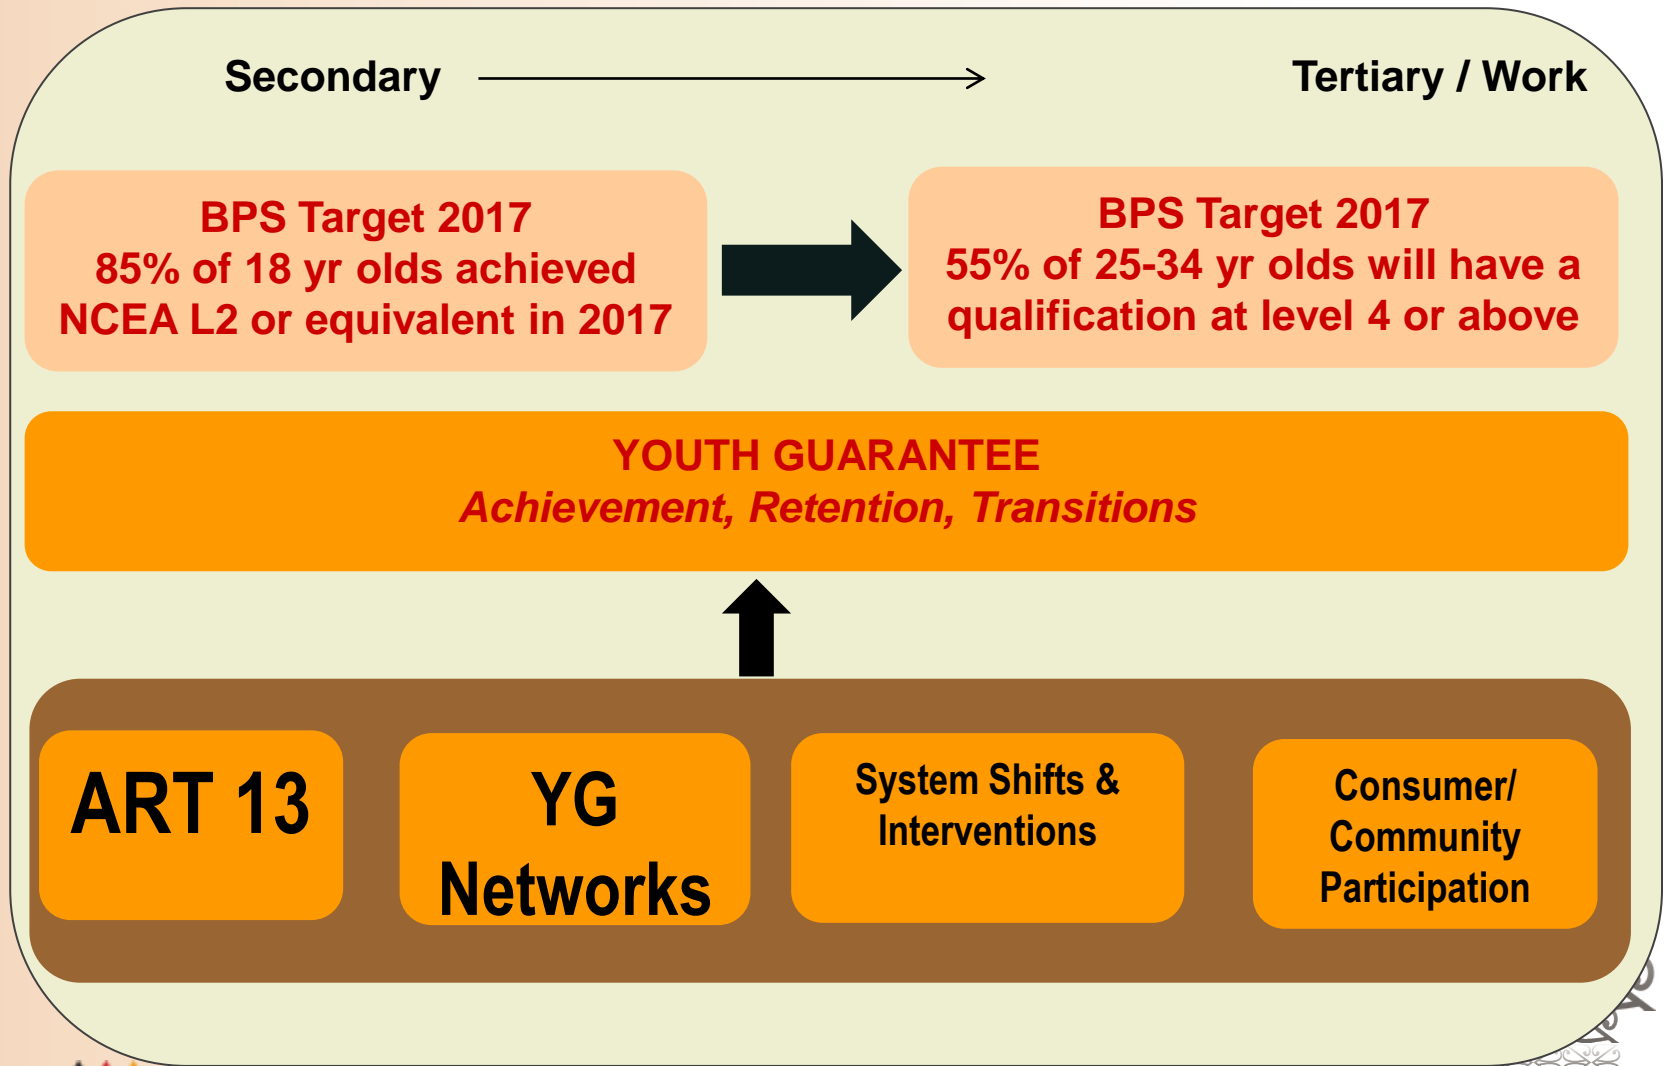 Secondary
Tertiary / Work
BPS Target 2017
85% of 18 yr olds achieved
NCEA L2 or equivalent in 2017
BPS Target 2017
55% of 25-34 yr olds will have a
qualification at level 4 or above
YOUTH GUARANTEE
Achievement, Retention, Transitions
ART 13
YG
Networks
System Shifts &
Interventions
Consumer/
Community
Participation